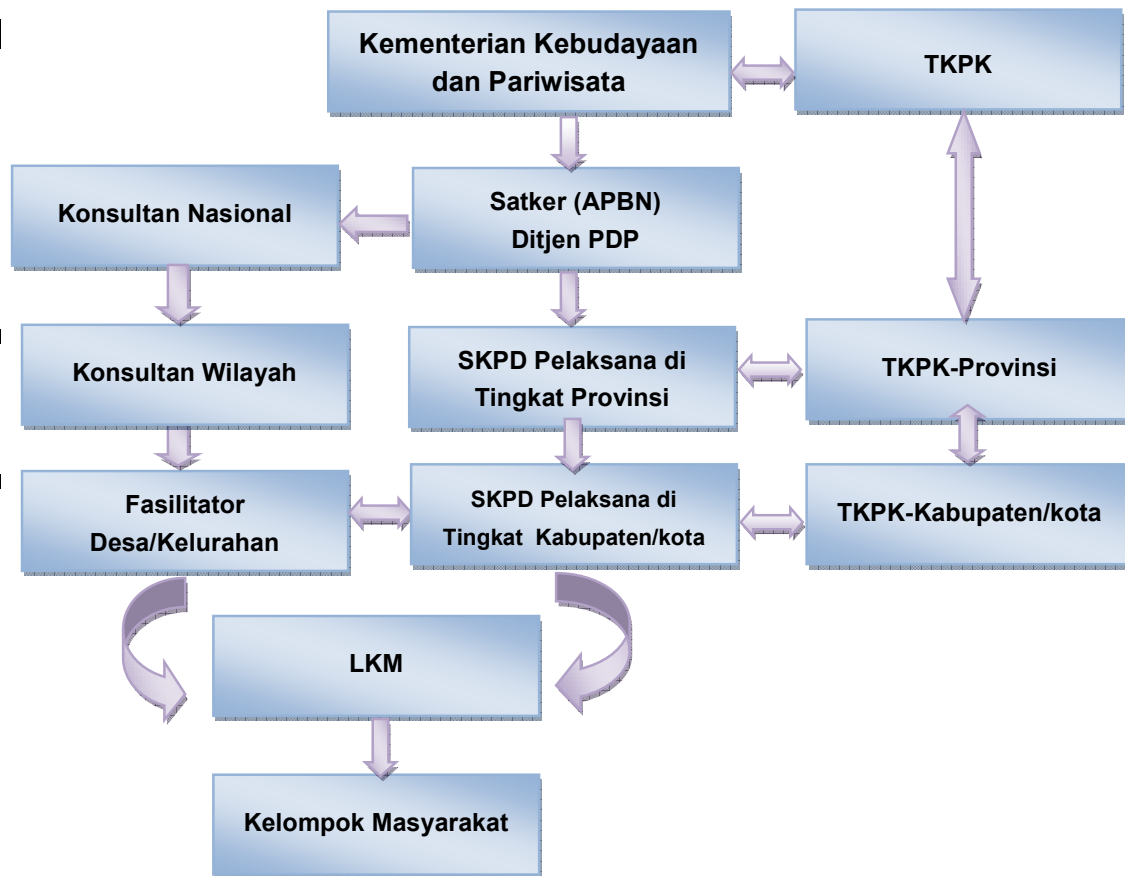 Kementerian Kebudayaan
dan Pariwisata
TKPK
Konsultan Nasional
Satker (APBN)
Ditjen PDP
Konsultan Wilayah
SKPD Pelaksana di
Tingkat Provinsi
TKPK-Provinsi
Fasilitator
Desa/Kelurahan
SKPD Pelaksana di
Tingkat Kabupaten/kota
TKPK-Kabupaten/kota
LKM
Kelompok Masyarakat